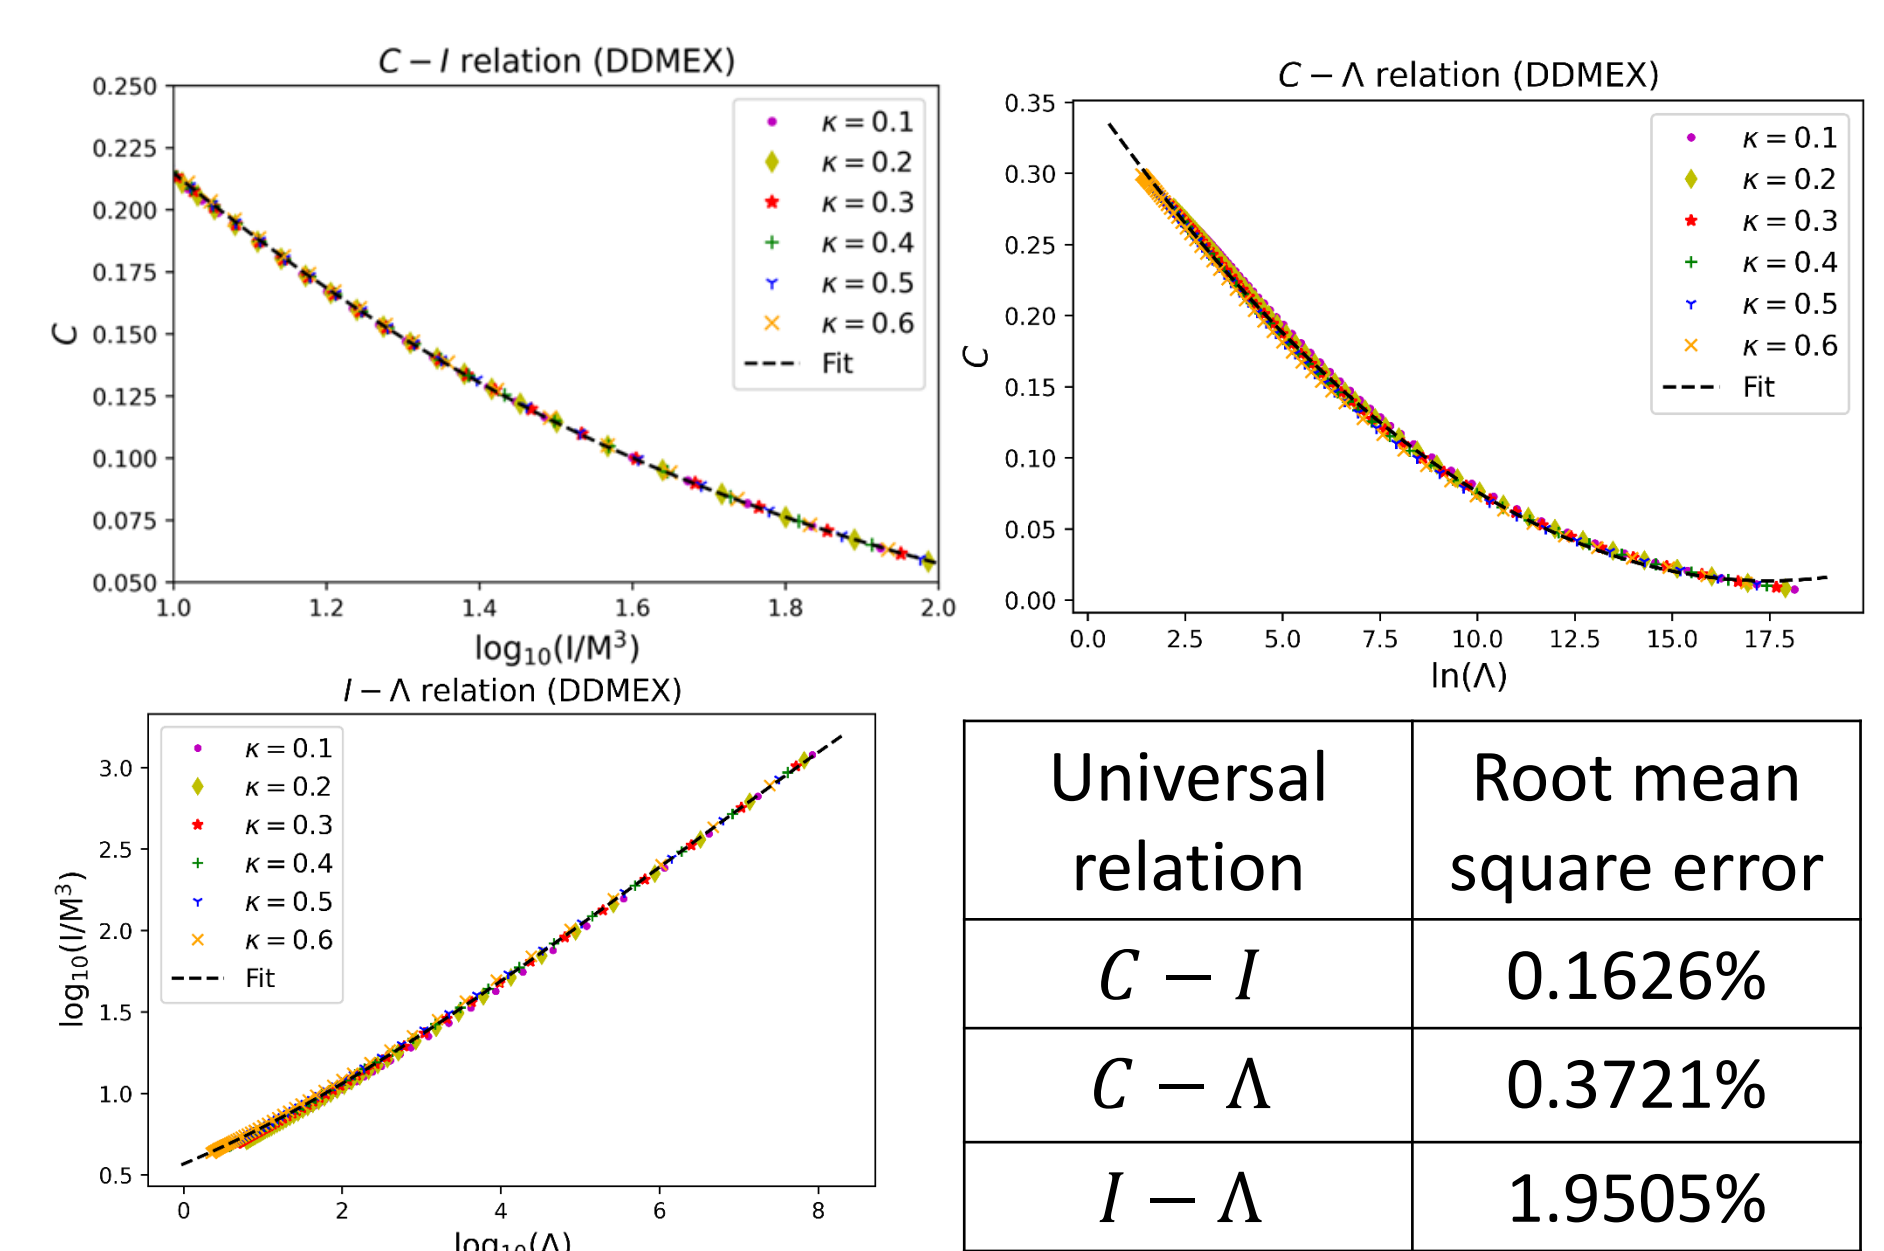 C − I relation (DDMEX)
0.250
0.225
0.200
0.175
0.150
0.125
0.100
0.075
0.050
C
1.0 1.2 1.4 1.6 1.8 2.0
log₁₀(I/M³)
κ = 0.1
κ = 0.2
κ = 0.3
κ = 0.4
κ = 0.5
κ = 0.6
Fit
C − Λ relation (DDMEX)
0.35
0.30
0.25
0.20
0.15
0.10
0.05
0.00
C
0.0 2.5 5.0 7.5 10.0 12.5 15.0 17.5
ln(Λ)
κ = 0.1
κ = 0.2
κ = 0.3
κ = 0.4
κ = 0.5
κ = 0.6
Fit
I − Λ relation (DDMEX)
3.0
2.5
2.0
1.5
1.0
0.5
log₁₀(I/M³)
0 2 4 6 8
log₁₀(Λ)
κ = 0.1
κ = 0.2
κ = 0.3
κ = 0.4
κ = 0.5
κ = 0.6
Fit
Universal relation
Root mean square error
C − I 0.1626%
C − Λ 0.3721%
I − Λ 1.9505%